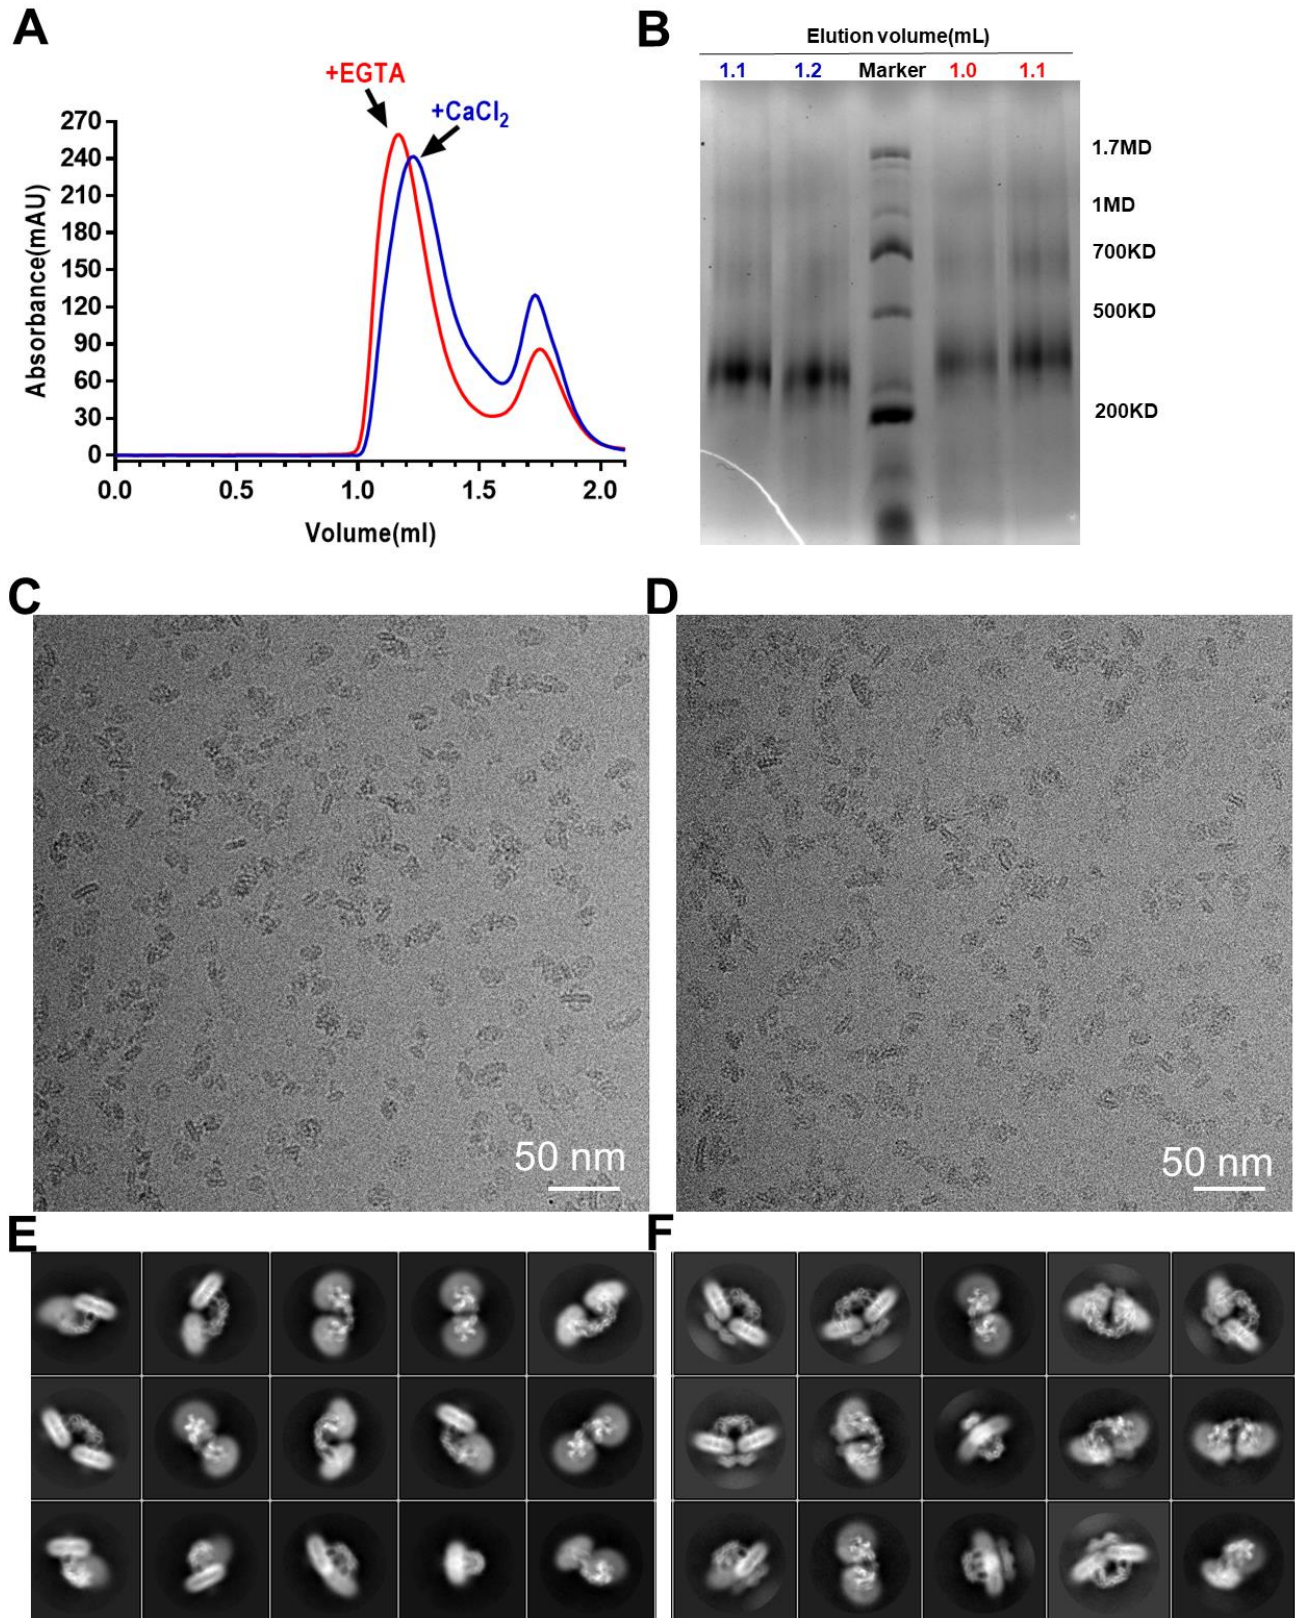 A
+EGTA
+CaCl₂
270
240
210
180
150
120
90
60
30
0
Absorbance(mAU)
0.0 0.5 1.0 1.5 2.0
Volume(ml)
B
Elution volume(mL)
1.1 1.2 Marker 1.0 1.1
1.7MD
1MD
700KD
500KD
200KD
C
50 nm
D
50 nm
E
F